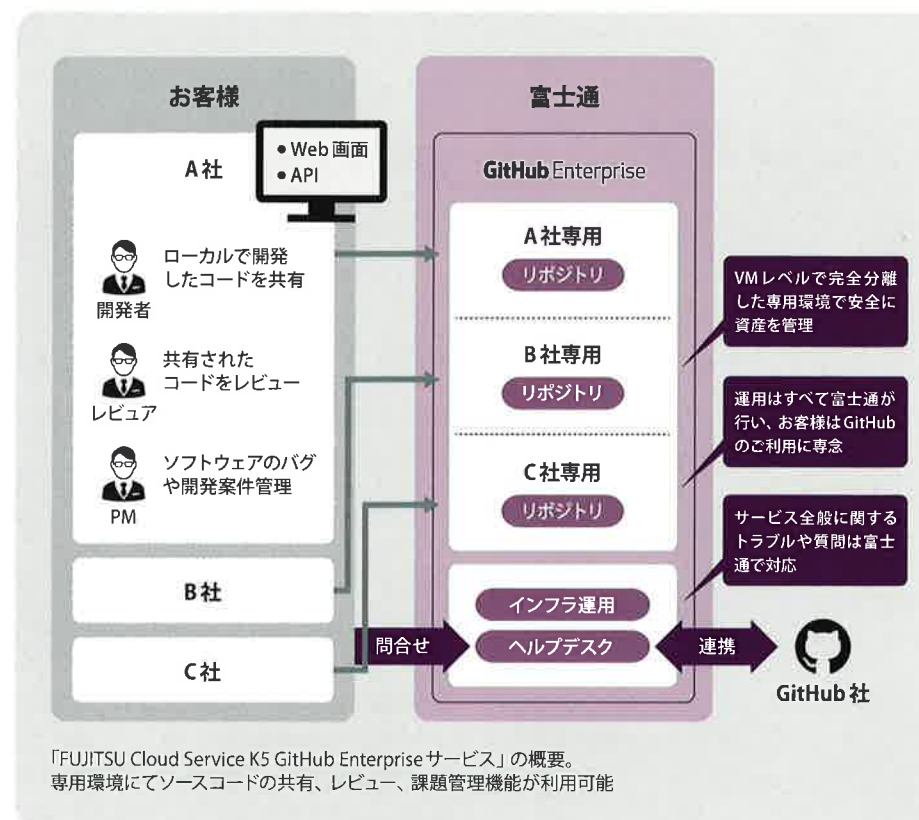 お客様
A社
● Web画面
● API
ローカルで開発
したコードを共有
開発者
共有された
コードをレビュー
レビュア
ソフトウェアのバグ
や開発案件管理
PM
B社
C社
富士通
GitHub Enterprise
A社専用
リポジトリ
B社専用
リポジトリ
C社専用
リポジトリ
インフラ運用
ヘルプデスク
問合せ
連携
GitHub社
VMレベルで完全分離
した専用環境で安全に
資産を管理
運用はすべて富士通が
行い、お客様はGitHub
のご利用に専念
サービス全般に関する
トラブルや質問は富士
通で対応
「FUJITSU Cloud Service K5 GitHub Enterpriseサービス」の概要。
専用環境にてソースコードの共有、レビュー、課題管理機能が利用可能